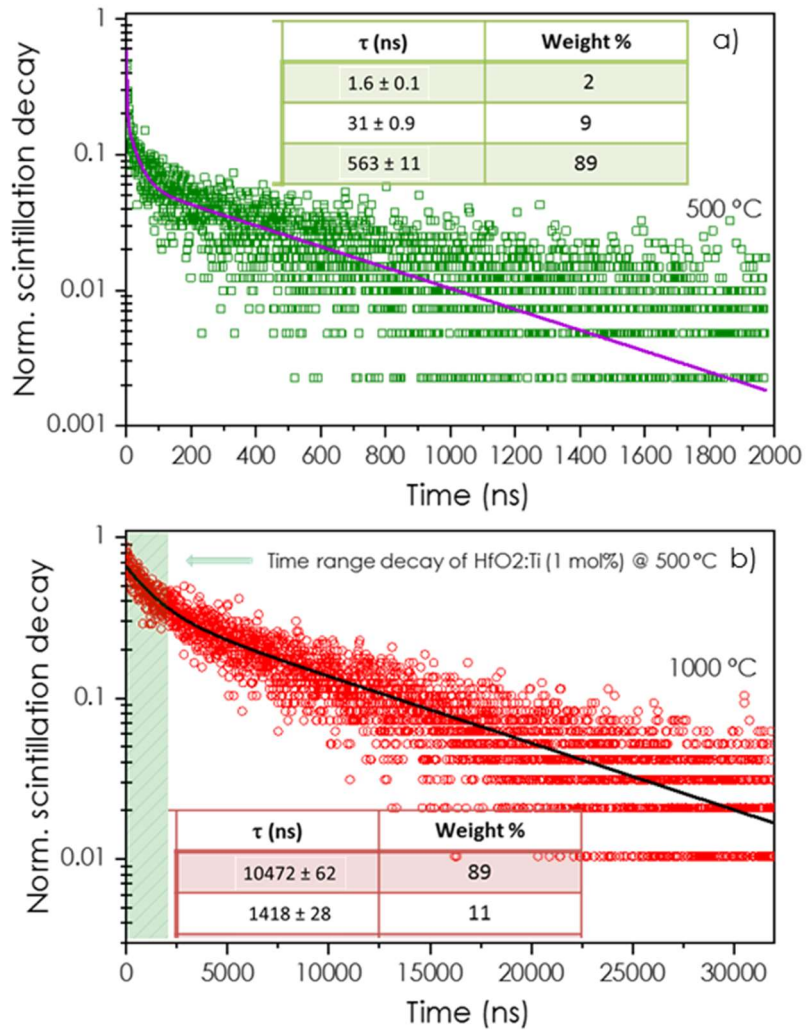 a)
τ (ns) Weight %
1.6 ± 0.1 2
31 ± 0.9 9
563 ± 11 89
500 °C
Norm. scintillation decay
1
0.1
0.01
0.001
0 200 400 600 800 1000 1200 1400 1600 1800 2000
Time (ns)
Time range decay of HfO2:Ti (1 mol%) @ 500 °C b)
1000 °C
Norm. scintillation decay
1
0.1
0.01
τ (ns) Weight %
10472 ± 62 89
1418 ± 28 11
0 5000 10000 15000 20000 25000 30000
Time (ns)